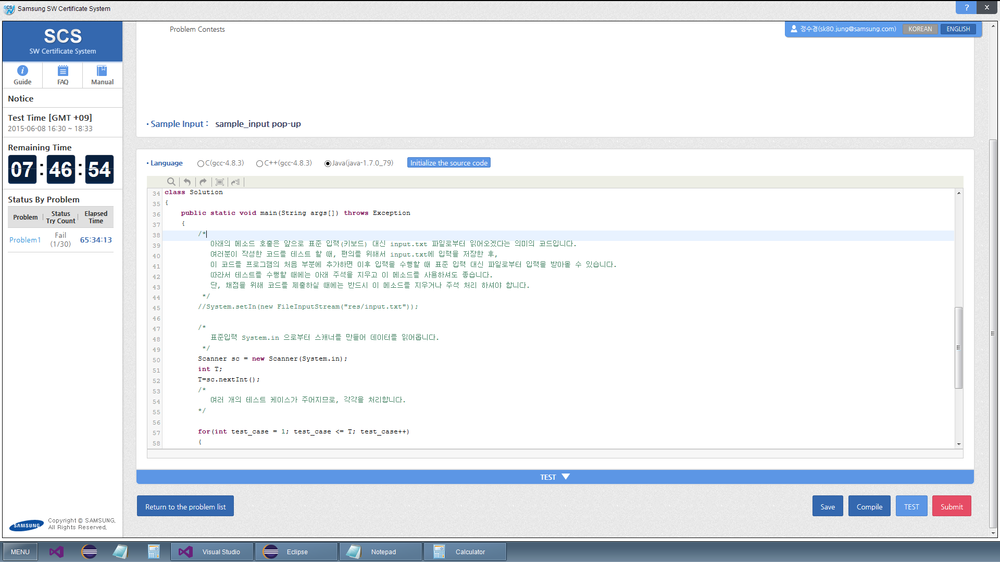 Samsung SW Certificate System
? x
SCS
SW Certificate System
Guide FAQ Manual
Notice
Test Time [GMT +09]
2015-06-08 16:30 ~ 18:33
Remaining Time
07 : 46 : 54
Status By Problem
Problem Status Try Count Elapsed Time
Problem1 Fail (1/30) 65:34:13
SAMSUNG
Copyright © SAMSUNG,
All Rights Reserved,
Problem Contests
정수경(sk80.jung@samsung.com) KOREAN ENGLISH
· Sample Input : sample_input pop-up
· Language C(gcc-4.8.3) C++(gcc-4.8.3) Java(java-1.7.0_79) Initialize the source code
34 class Solution
35 {
36 public static void main(String args[]) throws Exception
37 {
38 /*
39 아래의 메소드 호출은 앞으로 표준 입력(키보드) 대신 input.txt 파일로부터 읽어오겠다는 의미의 코드입니다.
40 여러분이 작성한 코드를 테스트 할 때, 편의를 위해서 input.txt에 입력을 저장한 후,
41 이 코드를 프로그램의 처음 부분에 추가하면 이후 입력을 수행할 때 표준 입력 대신 파일로부터 입력을 받아올 수 있습니다.
42 따라서 테스트를 수행할 때에는 아래 주석을 지우고 이 메소드를 사용하셔도 좋습니다.
43 단, 채점을 위해 코드를 제출하실 때에는 반드시 이 메소드를 지우거나 주석 처리 하셔야 합니다.
44 */
45 //System.setIn(new FileInputStream("res/input.txt"));
46
47 /*
48 표준입력 System.in 으로부터 스캐너를 만들어 데이터를 읽어옵니다.
49 */
50 Scanner sc = new Scanner(System.in);
51 int T;
52 T=sc.nextInt();
53 /*
54 여러 개의 테스트 케이스가 주어지므로, 각각을 처리합니다.
55 */
56
57 for(int test_case = 1; test_case <= T; test_case++)
58 {
TEST ▼
Return to the problem list Save Compile TEST Submit
MENU Visual Studio Eclipse Notepad Calculator